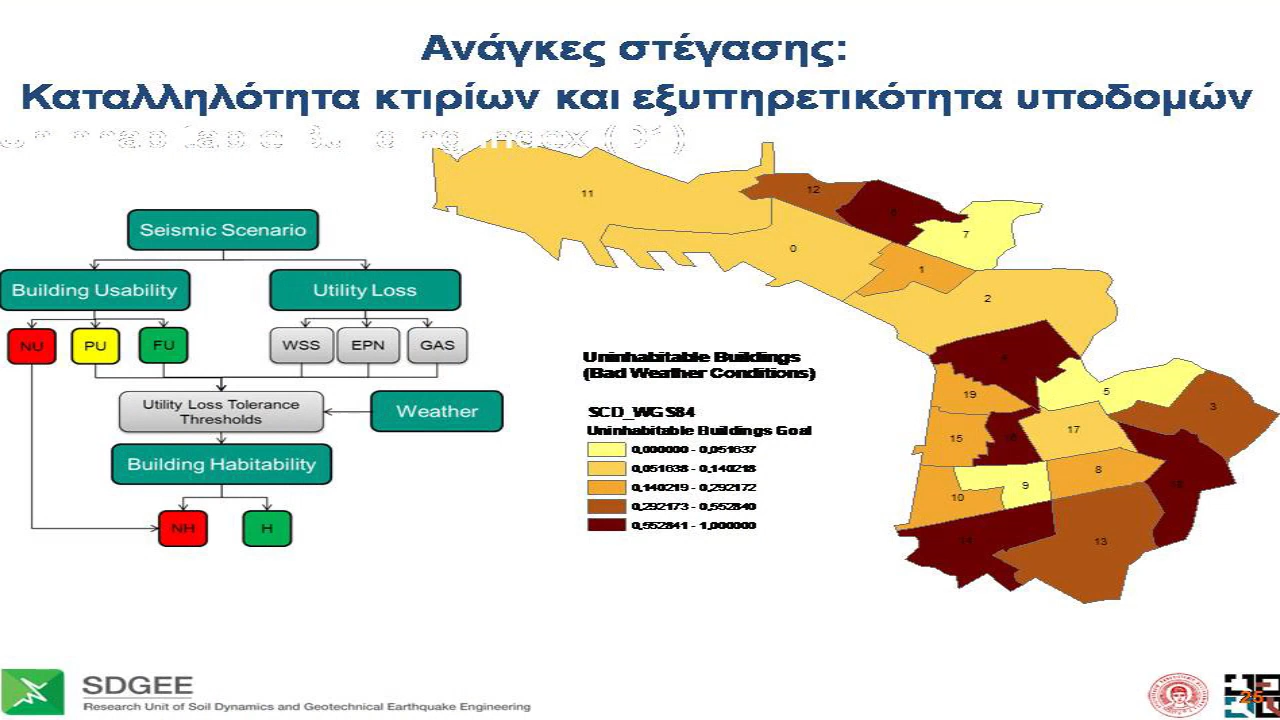 Ανάγκες στέγασης:
Καταλληλότητα κτιρίων και εξυπηρετικότητα υποδομών
Seismic Scenario
Building Usability
Utility Loss
NU
PU
FU
WSS
EPN
GAS
Utility Loss Tolerance
Thresholds
Weather
Building Habitability
NH
H
Uninhabitable Buildings
(Bad Weather Conditions)
SCD_WGS84
Uninhabitable Buildings Goal
0,000000 - 0,051637
0,051638 - 0,140218
0,140219 - 0,292172
0,292173 - 0,552840
0,552841 - 1,000000
11
12
7
0
1
2
5
3
19
17
15
8
9
10
14
13
SDGEE
Research Unit of Soil Dynamics and Geotechnical Earthquake Engineering
25